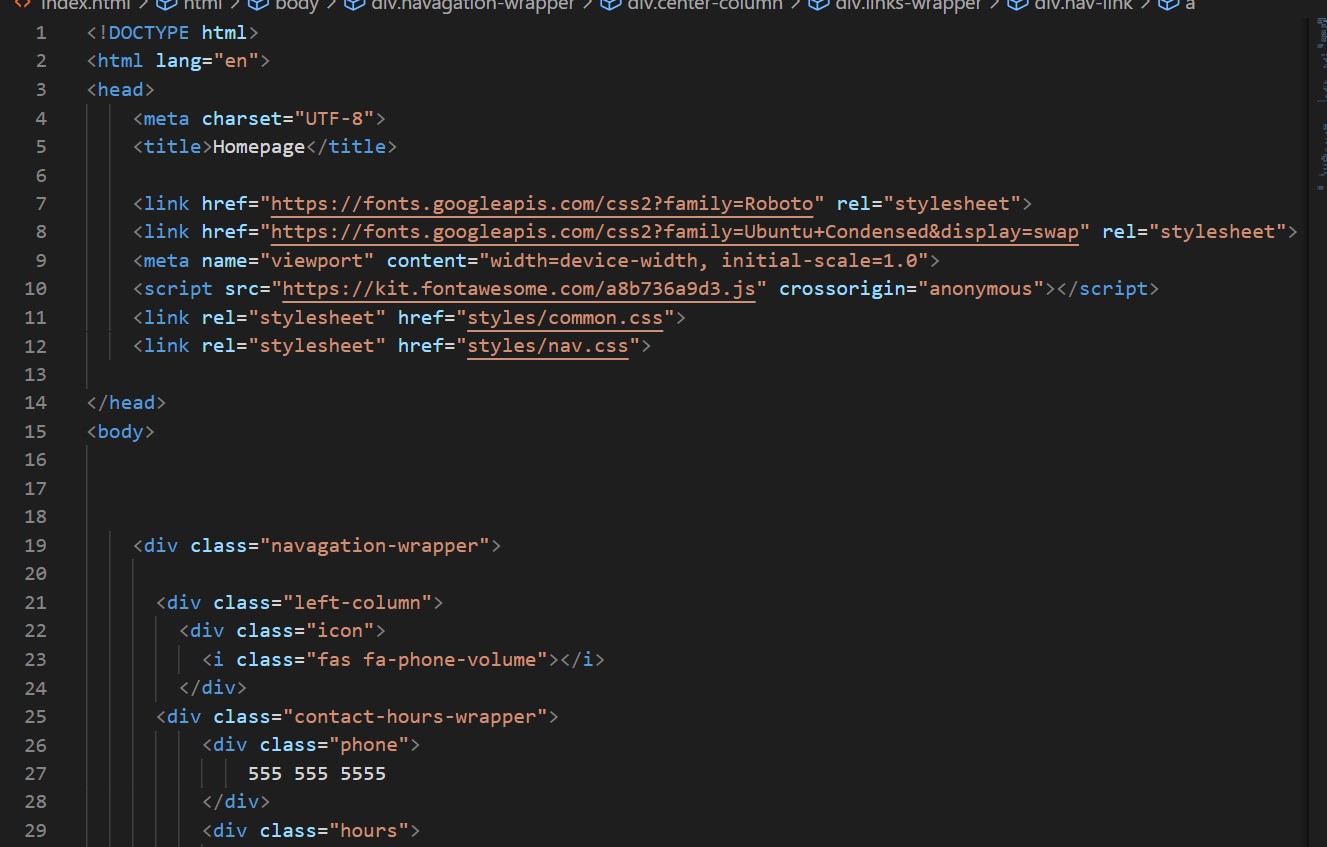 index.html > html > body > div.navagation-wrapper > div.center-column > div.links-wrapper > div.nav-link > a
1 <!DOCTYPE html>
2 <html lang="en">
3 <head>
4 <meta charset="UTF-8">
5 <title>Homepage</title>
6
7 <link href="https://fonts.googleapis.com/css2?family=Roboto" rel="stylesheet">
8 <link href="https://fonts.googleapis.com/css2?family=Ubuntu+Condensed&display=swap" rel="stylesheet">
9 <meta name="viewport" content="width=device-width, initial-scale=1.0">
10 <script src="https://kit.fontawesome.com/a8b736a9d3.js" crossorigin="anonymous"></script>
11 <link rel="stylesheet" href="styles/common.css">
12 <link rel="stylesheet" href="styles/nav.css">
13
14 </head>
15 <body>
16
17
18
19 <div class="navagation-wrapper">
20
21 <div class="left-column">
22 <div class="icon">
23 <i class="fas fa-phone-volume"></i>
24 </div>
25 <div class="contact-hours-wrapper">
26 <div class="phone">
27 555 555 5555
28 </div>
29 <div class="hours">